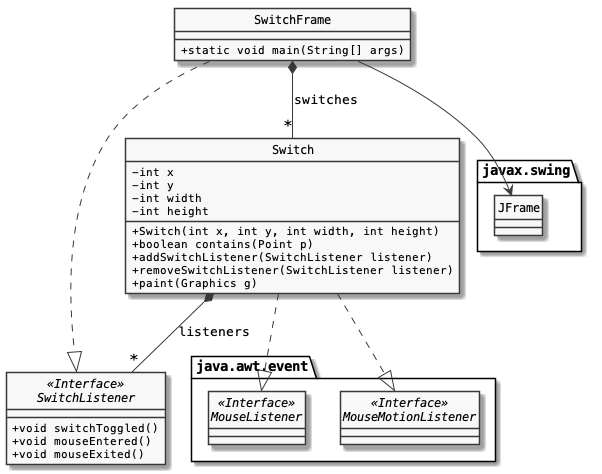 SwitchFrame
+static void main(String[] args)
switches
*
Switch
-int x
-int y
-int width
-int height
+Switch(int x, int y, int width, int height)
+boolean contains(Point p)
+addSwitchListener(SwitchListener listener)
+removeSwitchListener(SwitchListener listener)
+paint(Graphics g)
javax.swing
JFrame
listeners
*
«Interface»
SwitchListener
+void switchToggled()
+void mouseEntered()
+void mouseExited()
java.awt.event
«Interface»
MouseListener
«Interface»
MouseMotionListener